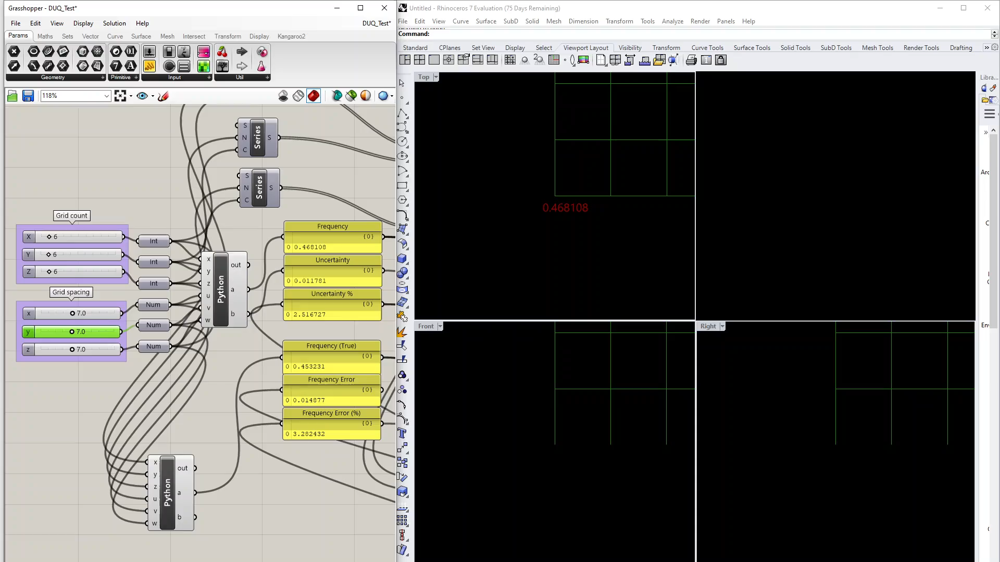 Grasshopper - DUQ_Test*
File Edit View Display Solution Help
DUQ_Test*
Params Maths Sets Vector Curve Surface Mesh Intersect Transform Display Kangaroo2
Geometry + Primitive + Input + Util +
118%
S
N
C
Series
S
S
N
C
Series
S
Grid count
X 6
Y 6
Z 6
Int
Int
Int
Grid spacing
x 7.0
y 7.0
z 7.0
Num
Num
Num
x
y
z
u
v
w
Python
out
a
b
Frequency
{0}
0 0.468108
Uncertainty
{0}
0 0.011781
Uncertainty %
{0}
0 2.516727
Frequency (True)
{0}
0 0.453231
Frequency Error
{0}
0 0.014877
Frequency Error (%)
{0}
0 3.282432
x
y
z
u
v
w
Python
out
a
b
Untitled - Rhinoceros 7 Evaluation (75 Days Remaining)
File Edit View Curve Surface SubD Solid Mesh Dimension Transform Tools Analyze Render Panels Help
Command:
Standard CPlanes Set View Display Select Viewport Layout Visibility Transform Curve Tools Surface Tools Solid Tools SubD Tools Mesh Tools Render Tools Drafting »
Top
0.468108
Front
Right
Libra...
»